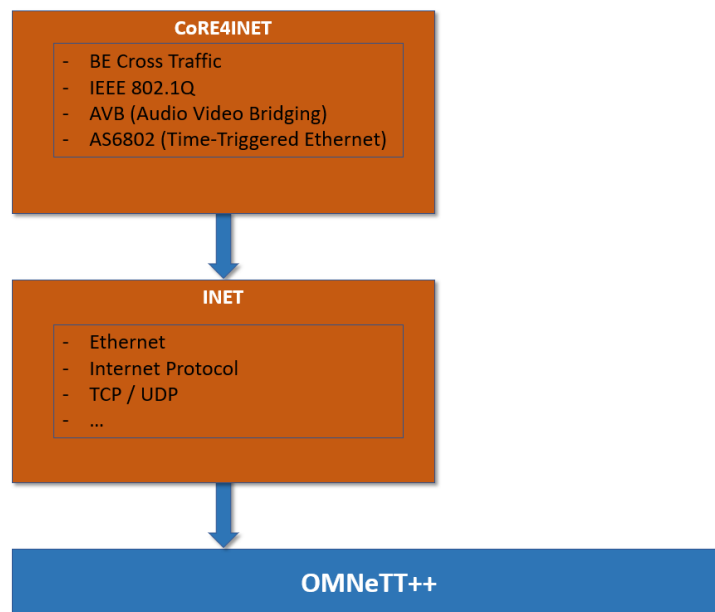 CoRE4INET
- BE Cross Traffic
- IEEE 802.1Q
- AVB (Audio Video Bridging)
- AS6802 (Time-Triggered Ethernet)
INET
- Ethernet
- Internet Protocol
- TCP / UDP
- ...
OMNeTT++